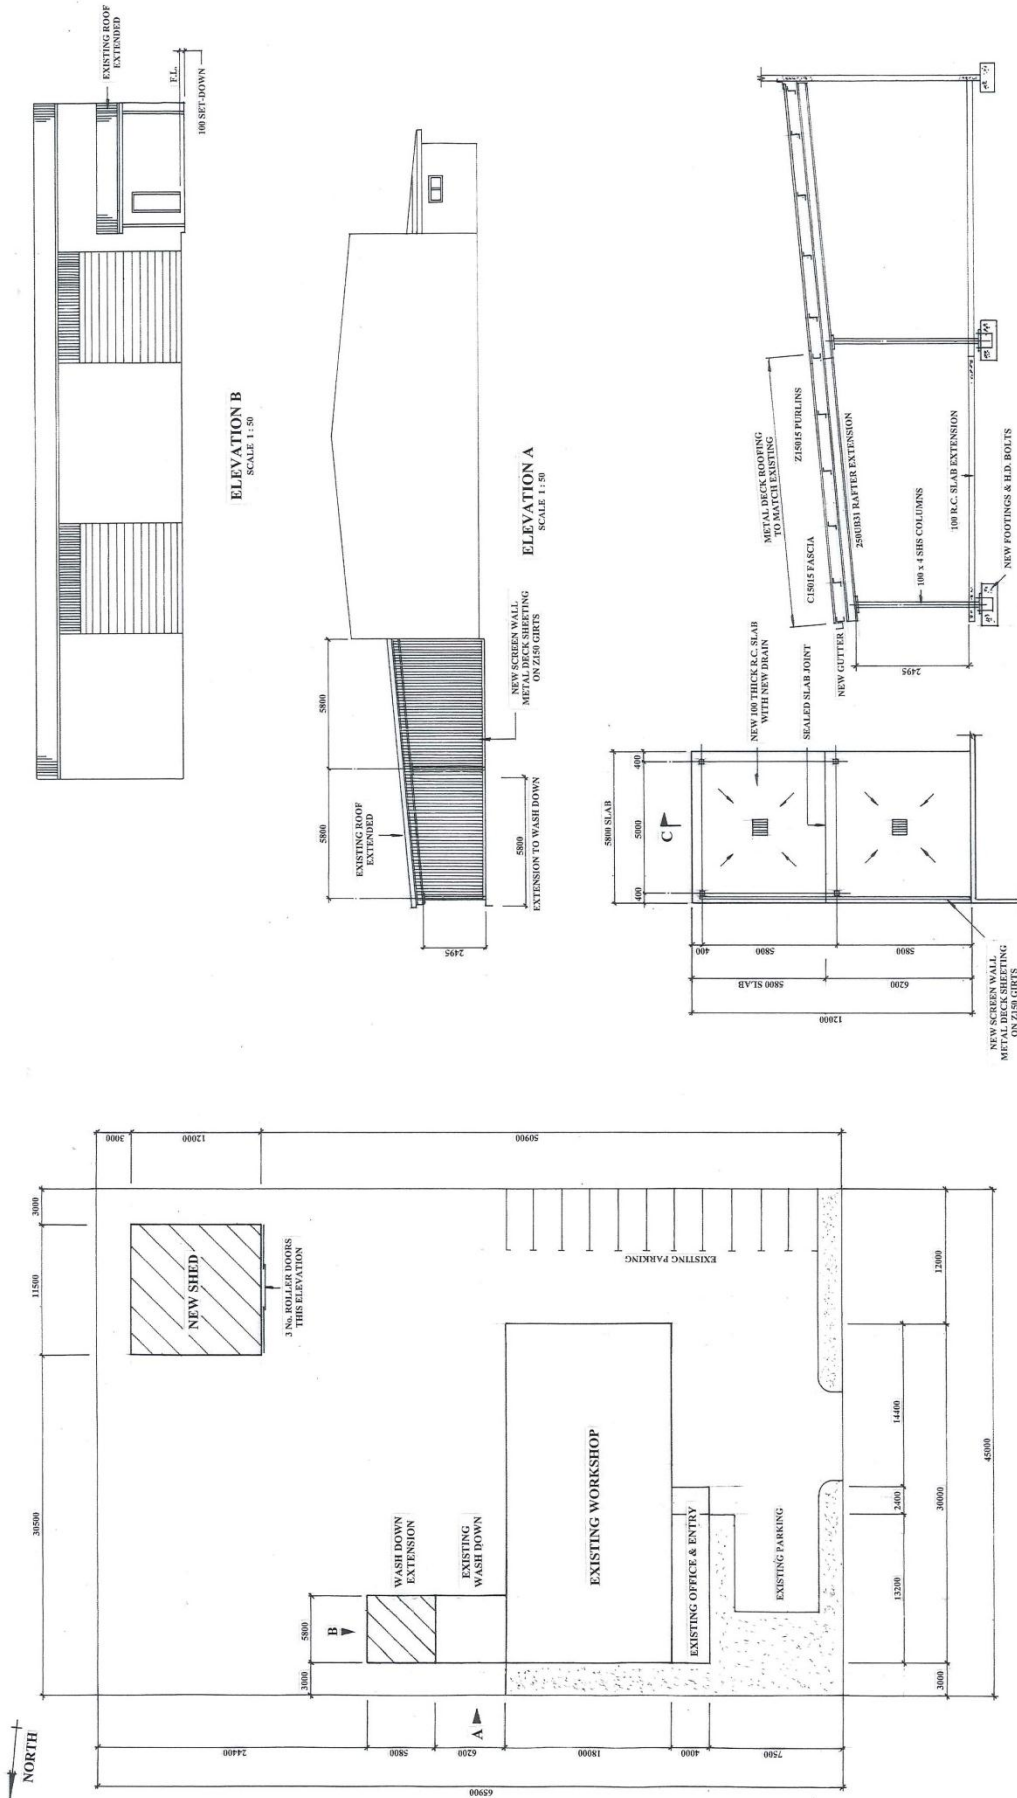 EXISTING ROOF
EXTENDED
F.L.
100 SET-DOWN
ELEVATION B
SCALE 1 : 50
5800
5800
EXISTING ROOF
EXTENDED
2495
5800
EXTENSION TO WASH DOWN
NEW SCREEN WALL
METAL DECK SHEETING
ON Z150 GIRTS
ELEVATION A
SCALE 1 : 50
METAL DECK ROOFING
TO MATCH EXISTING
Z15015 PURLINS
C15015 FASCIA
250UB31 RAFTER EXTENSION
NEW GUTTER
100 x 4 SHS COLUMNS
2495
100 R.C. SLAB EXTENSION
NEW FOOTINGS & H.D. BOLTS
5800 SLAB
400
5000
400
C
NEW 100 THICK R.C. SLAB
WITH NEW DRAIN
SEALED SLAB JOINT
400
5800
5800
5800 SLAB
6200
12000
NEW SCREEN WALL
METAL DECK SHEETING
ON Z150 GIRTS
NORTH
30500
11500
3000
3000
12000
50900
NEW SHED
3 No. ROLLER DOORS
THIS ELEVATION
3000
5800
B
WASH DOWN
EXTENSION
EXISTING
WASH DOWN
A
EXISTING WORKSHOP
EXISTING PARKING
EXISTING OFFICE & ENTRY
EXISTING PARKING
24400
5800
6200
18000
4000
7500
65900
13200
2400
14400
3000
30000
12000
45000